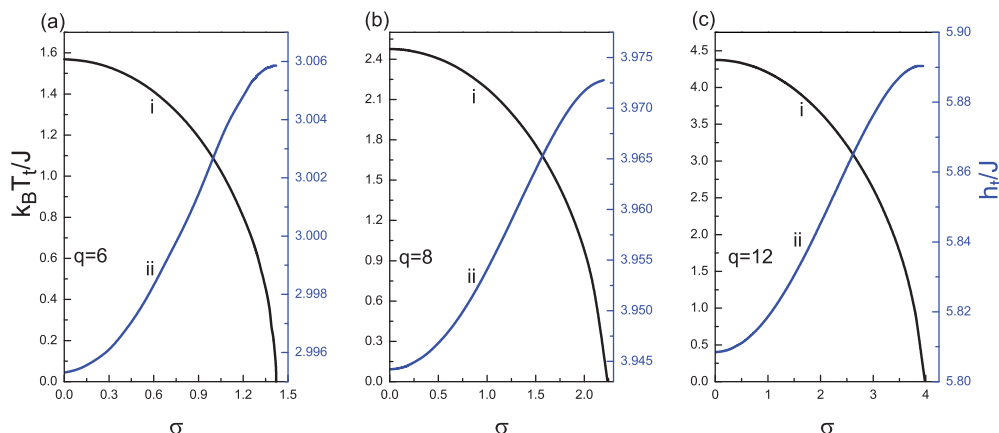 (a)
(b)
(c)
k_BT_t/J
1.6
1.4
1.2
1.0
0.8
0.6
0.4
0.2
0.0
i
ii
q=6
3.006
3.004
3.002
3.000
2.998
2.996
0.0 0.3 0.6 0.9 1.2 1.5
σ
2.4
2.1
1.8
1.5
1.2
0.9
0.6
0.3
0.0
i
ii
q=8
3.975
3.970
3.965
3.960
3.955
3.950
3.945
0.0 0.5 1.0 1.5 2.0
σ
4.5
4.0
3.5
3.0
2.5
2.0
1.5
1.0
0.5
0.0
i
ii
q=12
5.90
5.88
5.86
5.84
5.82
5.80
0 1 2 3 4
σ
h_t/J